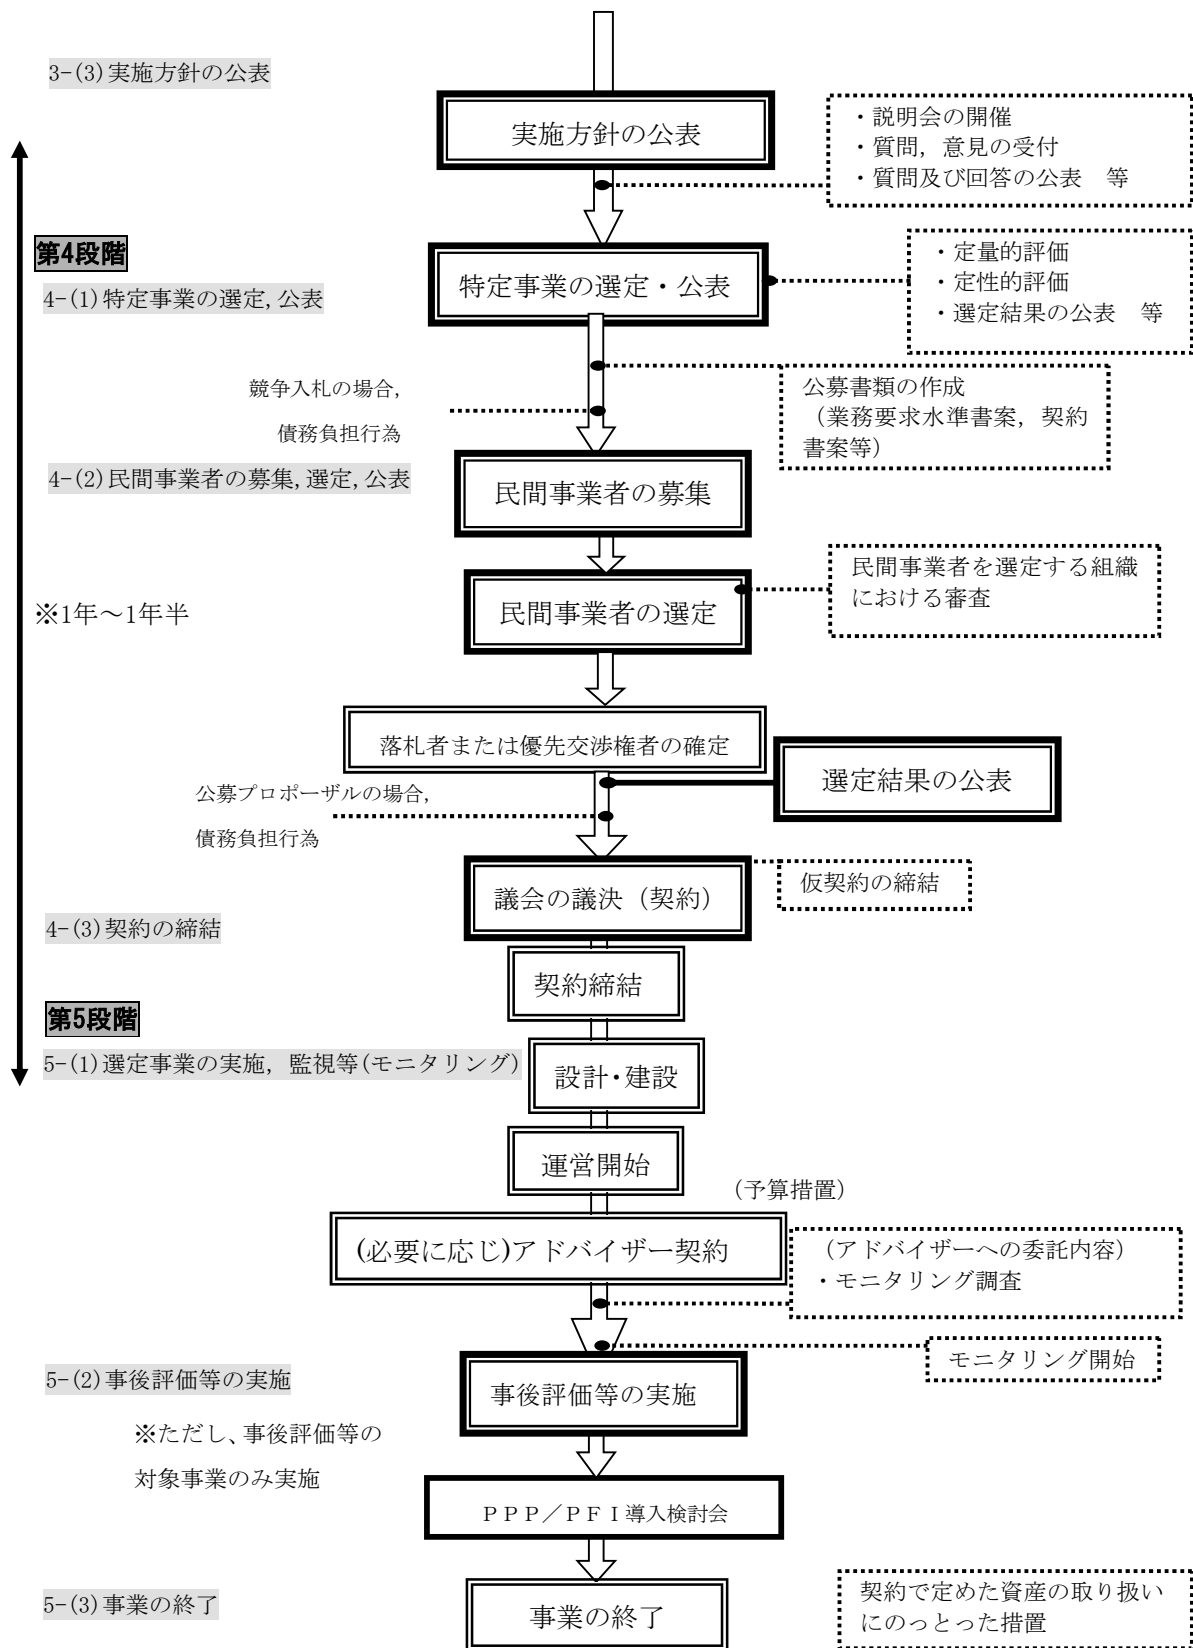 3-(3)実施方針の公表
実施方針の公表
・説明会の開催
・質問，意見の受付
・質問及び回答の公表　等
第4段階
4-(1)特定事業の選定,公表
特定事業の選定・公表
・定量的評価
・定性的評価
・選定結果の公表　等
競争入札の場合，
債務負担行為
公募書類の作成
（業務要求水準書案，契約
書案等）
4-(2)民間事業者の募集,選定,公表
民間事業者の募集
※1年～1年半
民間事業者の選定
民間事業者を選定する組織
における審査
落札者または優先交渉権者の確定
選定結果の公表
公募プロポーザルの場合，
債務負担行為
議会の議決（契約）
仮契約の締結
4-(3)契約の締結
契約締結
第5段階
5-(1)選定事業の実施，監視等(モニタリング)
設計・建設
運営開始
（予算措置）
(必要に応じ)アドバイザー契約
（アドバイザーへの委託内容）
・モニタリング調査
モニタリング開始
5-(2)事後評価等の実施
事後評価等の実施
※ただし、事後評価等の
対象事業のみ実施
ＰＰＰ／ＰＦＩ導入検討会
5-(3)事業の終了
事業の終了
契約で定めた資産の取り扱い
にのっとった措置